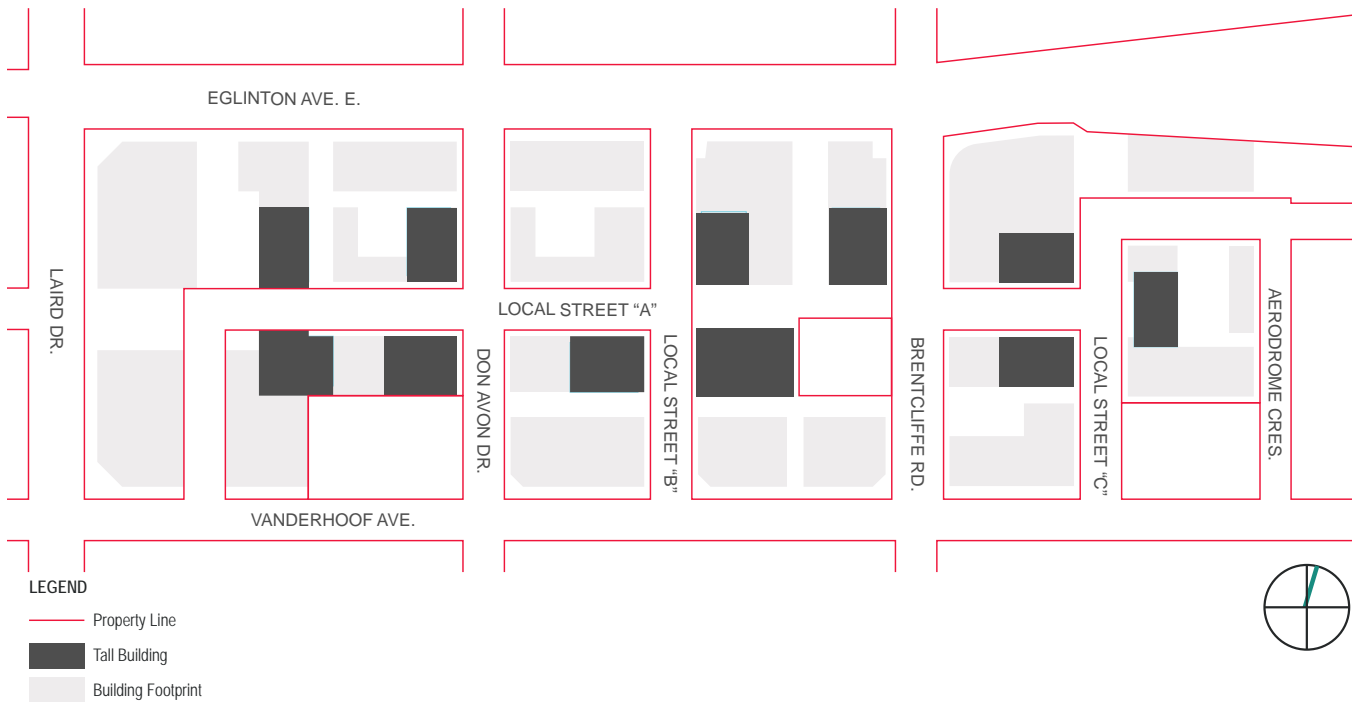 EGLINTON AVE. E.
LAIRD DR.
LOCAL STREET “A”
DON AVON DR.
LOCAL STREET “B”
BRENTCLIFFE RD.
LOCAL STREET “C”
AERODROME CRES.
VANDERHOOF AVE.
LEGEND
Property Line
Tall Building
Building Footprint